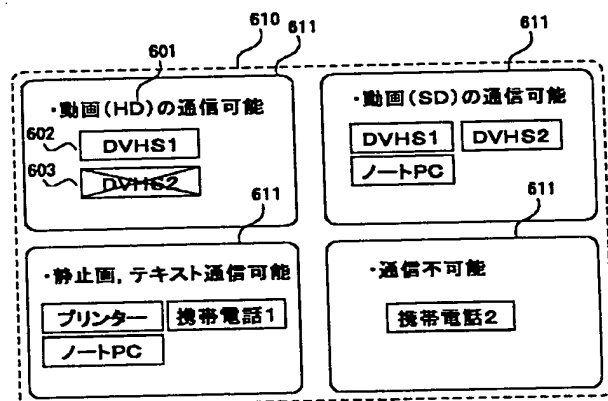 610
611
611
601
・動画(HD)の通信可能
602
DVHS1
603
DVHS2
・動画(SD)の通信可能
DVHS1 DVHS2
ノートPC
611
611
・静止画,テキスト通信可能
プリンター 携帯電話1
ノートPC
・通信不可能
携帯電話2